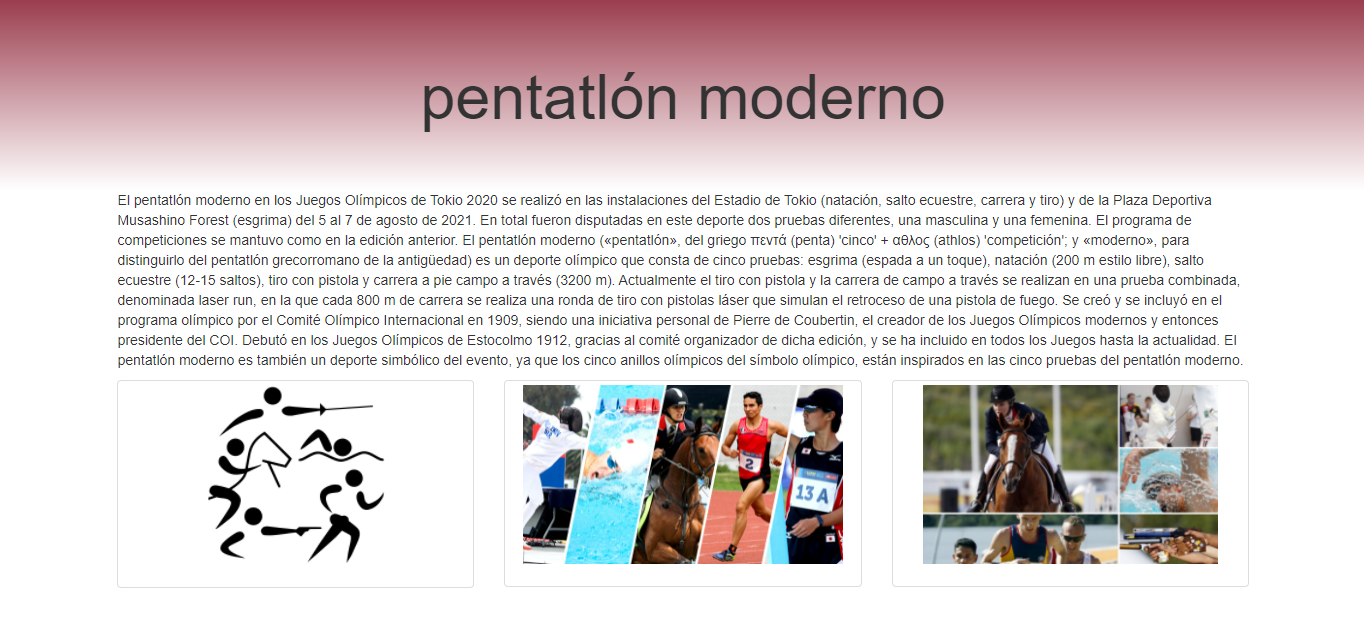 pentatlón moderno
El pentatlón moderno en los Juegos Olímpicos de Tokio 2020 se realizó en las instalaciones del Estadio de Tokio (natación, salto ecuestre, carrera y tiro) y de la Plaza Deportiva
Musashino Forest (esgrima) del 5 al 7 de agosto de 2021. En total fueron disputadas en este deporte dos pruebas diferentes, una masculina y una femenina. El programa de
competiciones se mantuvo como en la edición anterior. El pentatlón moderno («pentatlón», del griego πεντά (penta) 'cinco' + αθλος (athlos) 'competición'; y «moderno», para
distinguirlo del pentatlón grecorromano de la antigüedad) es un deporte olímpico que consta de cinco pruebas: esgrima (espada a un toque), natación (200 m estilo libre), salto
ecuestre (12-15 saltos), tiro con pistola y carrera a pie campo a través (3200 m). Actualmente el tiro con pistola y la carrera de campo a través se realizan en una prueba combinada,
denominada laser run, en la que cada 800 m de carrera se realiza una ronda de tiro con pistolas láser que simulan el retroceso de una pistola de fuego. Se creó y se incluyó en el
programa olímpico por el Comité Olímpico Internacional en 1909, siendo una iniciativa personal de Pierre de Coubertin, el creador de los Juegos Olímpicos modernos y entonces
presidente del COI. Debutó en los Juegos Olímpicos de Estocolmo 1912, gracias al comité organizador de dicha edición, y se ha incluido en todos los Juegos hasta la actualidad. El
pentatlón moderno es también un deporte simbólico del evento, ya que los cinco anillos olímpicos del símbolo olímpico, están inspirados en las cinco pruebas del pentatlón moderno.
2
13 A